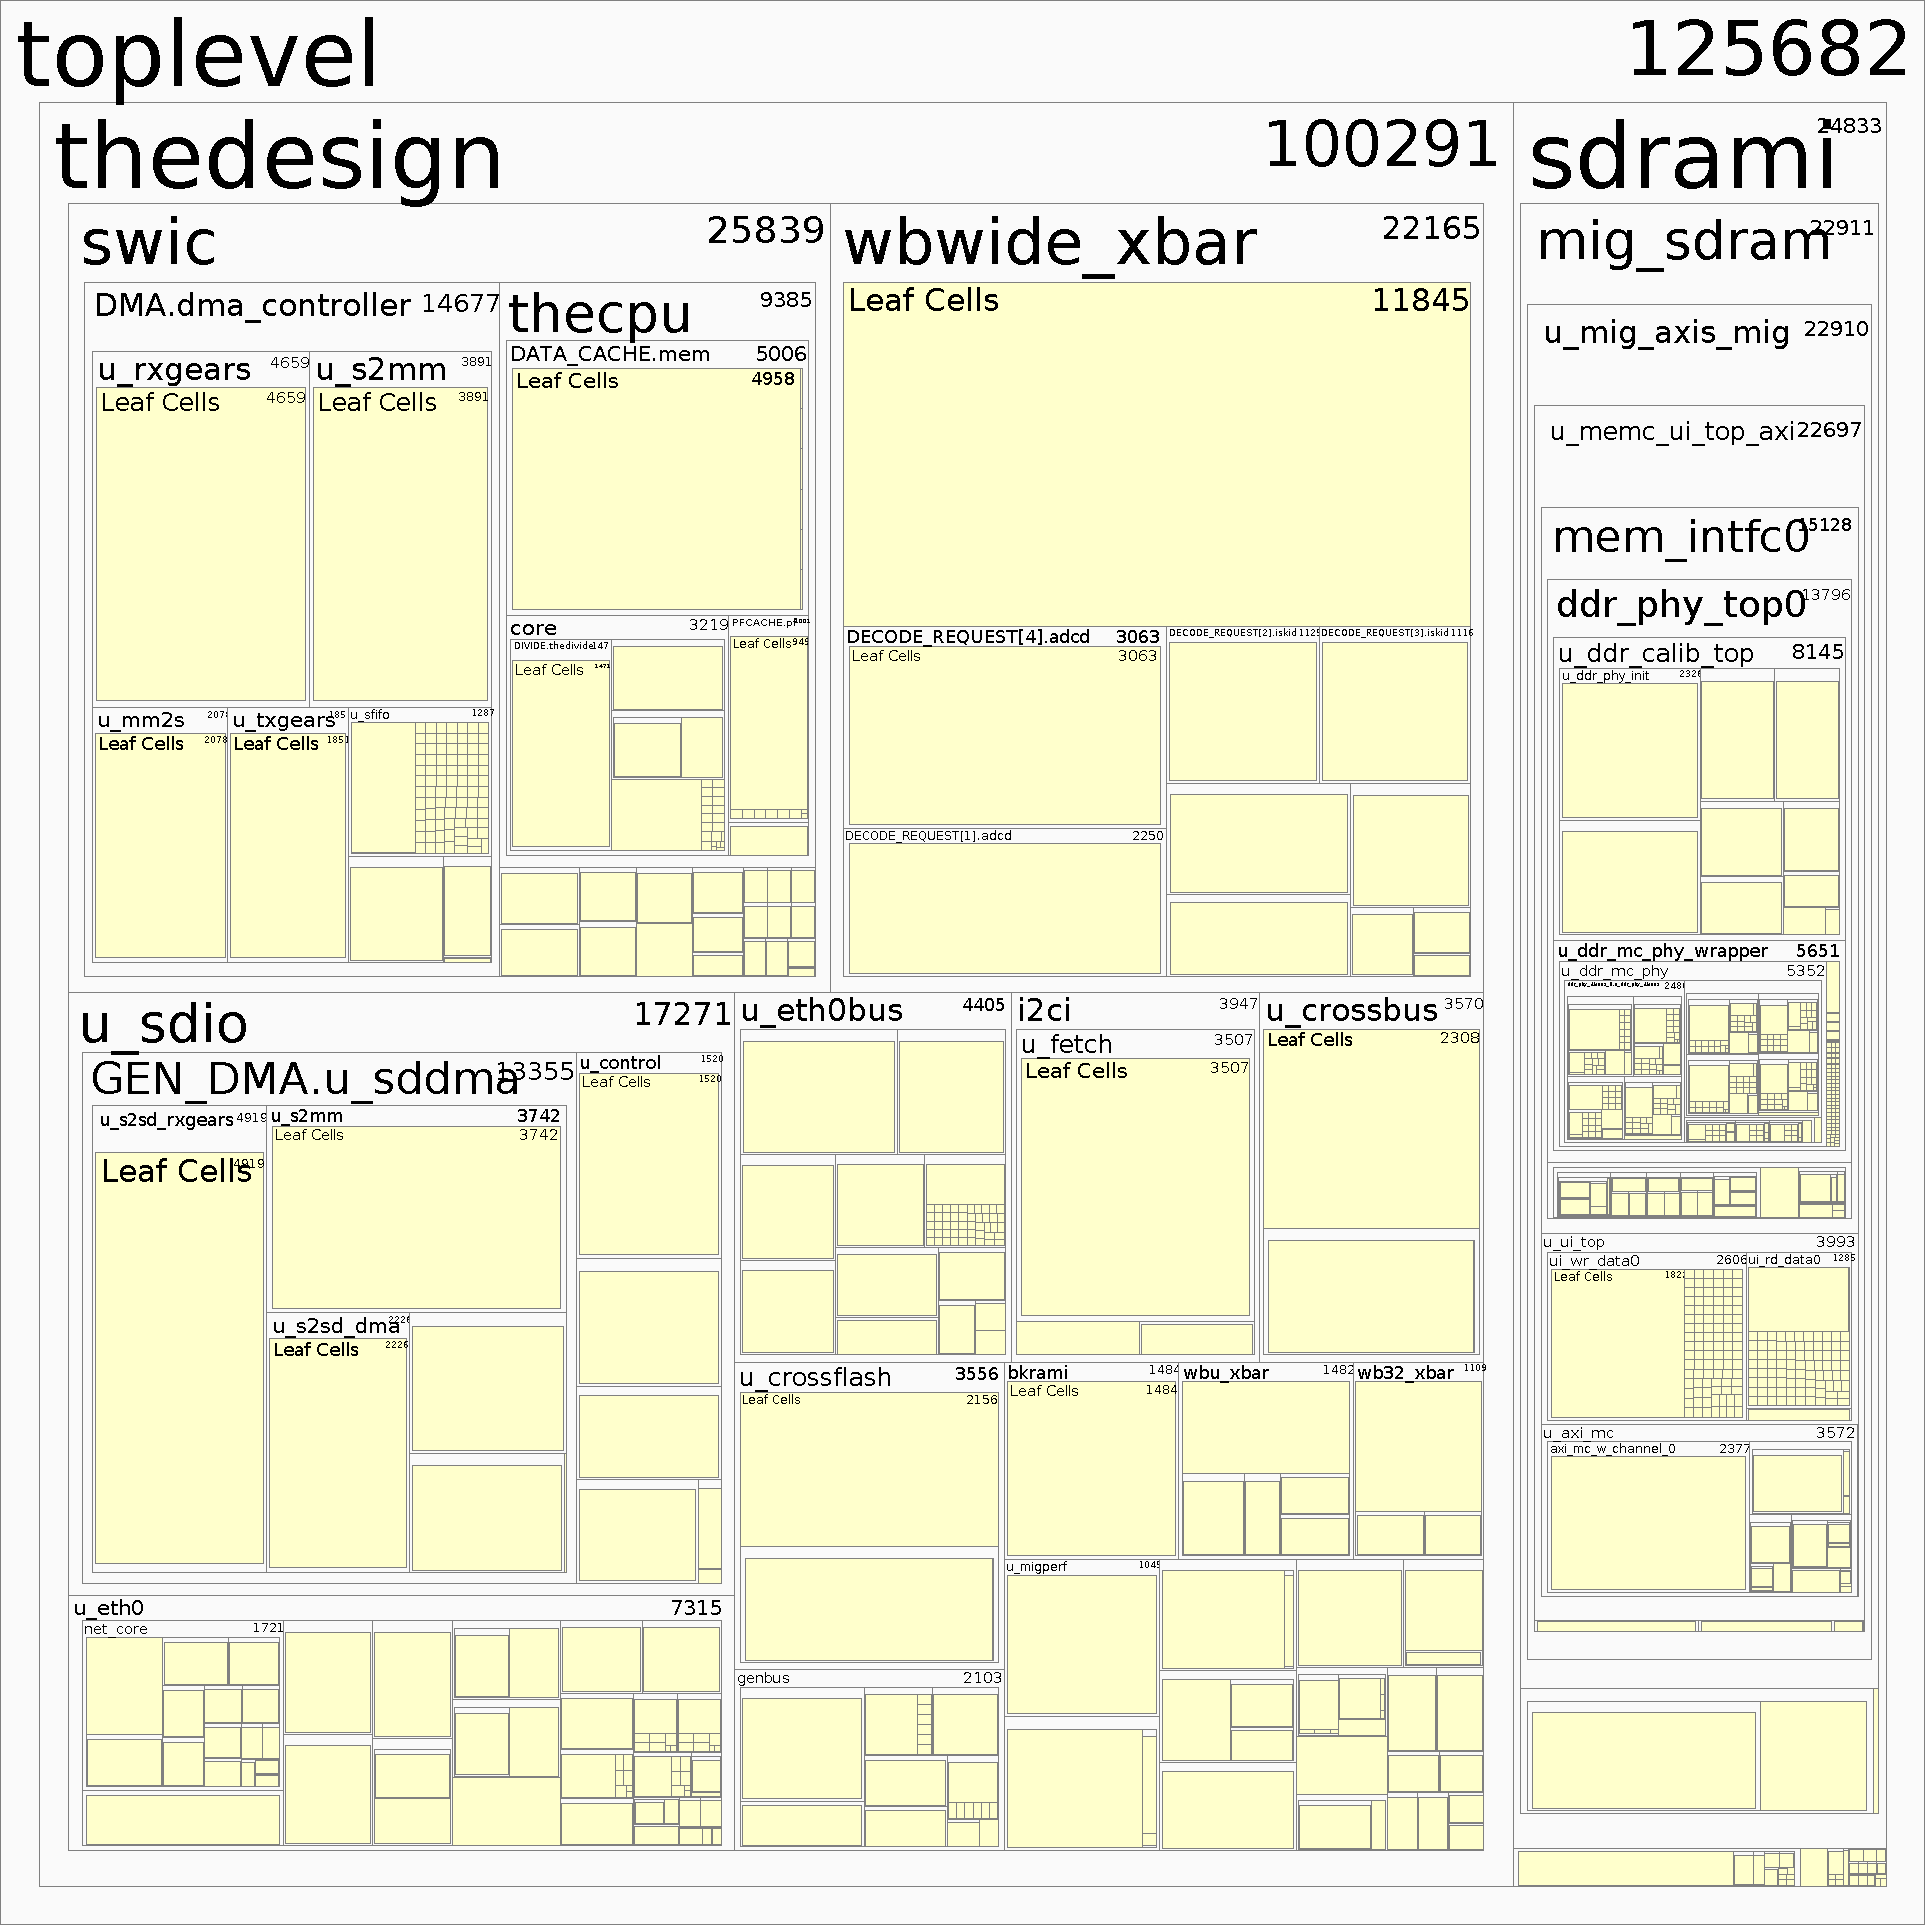 toplevel 125682
thedesign 100291
sdrami 24833
swic 25839
wbwide_xbar 22165
mig_sdram 22911
DMA.dma_controller 14677
thecpu 9385
Leaf Cells 11845
u_mig_axis_mig 22910
u_rxgears 4659
u_s2mm 3891
DATA_CACHE.mem 5006
Leaf Cells 4659
Leaf Cells 3891
Leaf Cells 4958
u_memc_ui_top_axi 22697
mem_intfc0 15128
ddr_phy_top0 13796
core 3219
DIVIDE.thedivide 147
Leaf Cells 1471
Leaf Cells 949
DECODE_REQUEST[4].adcd 3063
Leaf Cells 3063
DECODE_REQUEST[2].iskid 1125
DECODE_REQUEST[3].iskid 1116
u_ddr_calib_top 8145
u_ddr_phy_init 2326
u_mm2s 207
u_txgears 185
u_sfifo 1287
Leaf Cells 2078
Leaf Cells 1851
DECODE_REQUEST[1].adcd 2250
u_ddr_mc_phy_wrapper 5651
u_ddr_mc_phy 5352
u_sdio 17271
u_eth0bus 4405
i2ci 3947
u_crossbus 3570
GEN_DMA.u_sddma 13355
u_control 1520
Leaf Cells 1520
u_fetch 3507
Leaf Cells 3507
Leaf Cells 2308
u_s2sd_rxgears 4919
u_s2mm 3742
Leaf Cells 3742
Leaf Cells 4919
u_s2sd_dma 2226
Leaf Cells 2226
u_ui_top 3993
ui_wr_data0 2606
ui_rd_data0 1285
Leaf Cells 182
u_crossflash 3556
Leaf Cells 2156
bkrami 1484
Leaf Cells 1484
wbu_xbar 1482
wb32_xbar 1109
u_axi_mc 3572
axi_mc_w_channel_0 2377
u_migperf 1045
u_eth0 7315
net_core 1721
genbus 2103